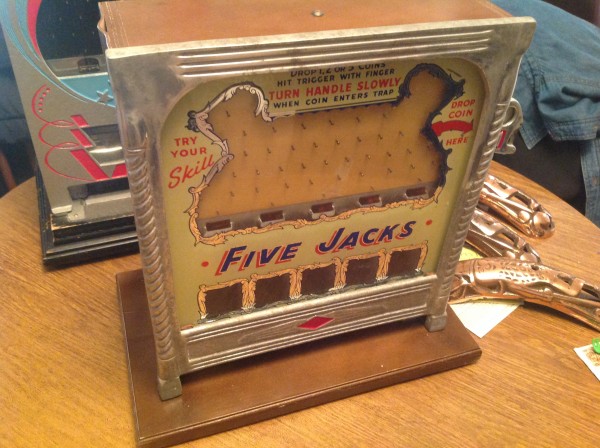 DROP 1, 2 OR 3 COINS
HIT TRIGGER WITH FINGER
TURN HANDLE SLOWLY
WHEN COIN ENTERS TRAP
DROP
COIN
HERE
TRY
YOUR
Skill
• FIVE JACKS •